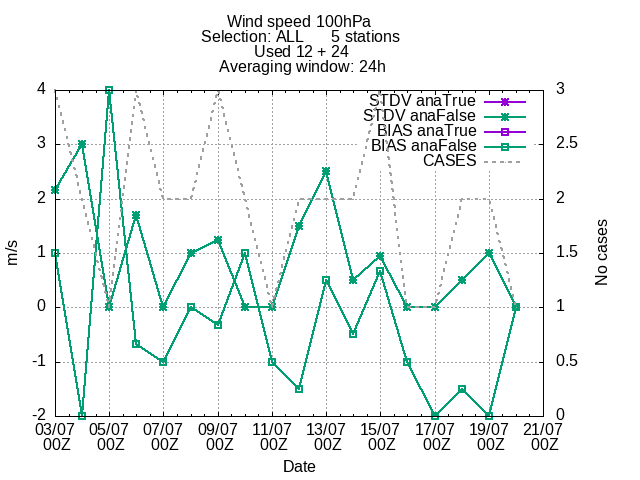 Wind speed 100hPa
Selection: ALL 5 stations
Used 12 + 24
Averaging window: 24h
STDV anaTrue
STDV anaFalse
BIAS anaTrue
BIAS anaFalse
CASES
m/s
4
3
2
1
0
-1
-2
No cases
3
2.5
2
1.5
1
0.5
0
03/07 05/07 07/07 09/07 11/07 13/07 15/07 17/07 19/07 21/07
00Z 00Z 00Z 00Z 00Z 00Z 00Z 00Z 00Z 00Z
Date